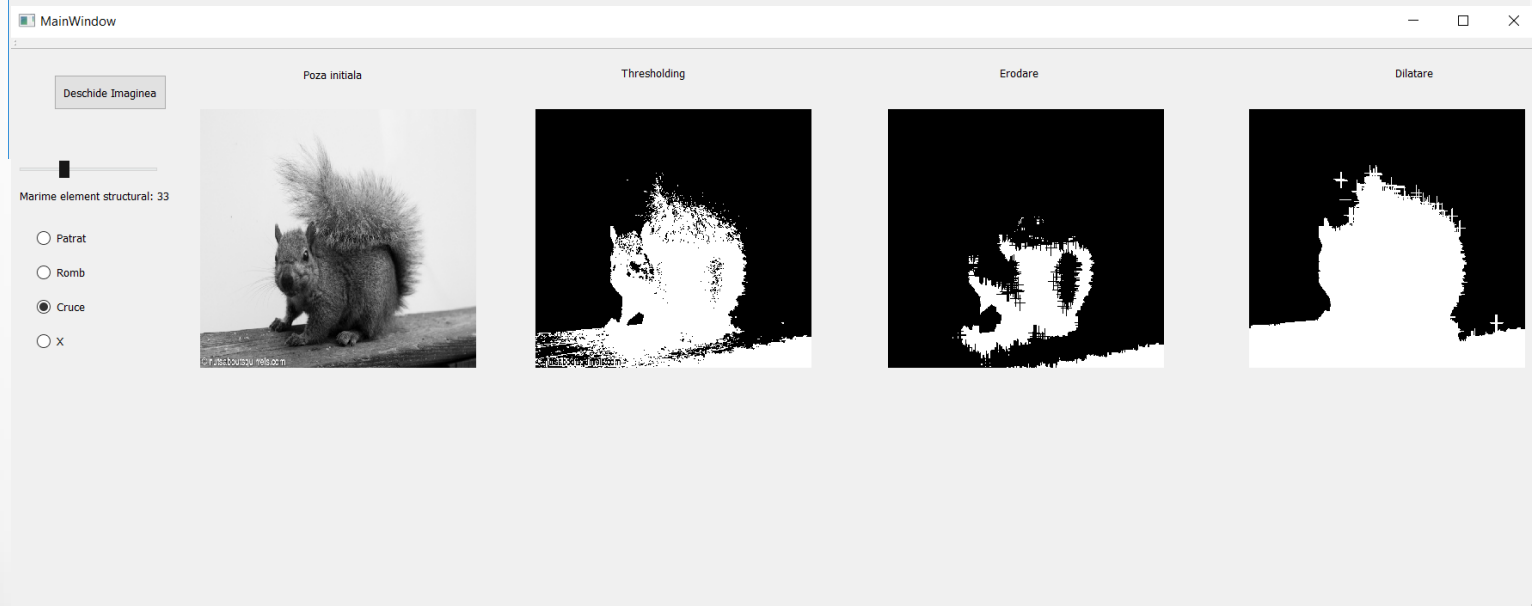 MainWindow
Deschide Imaginea
Poza initiala
Thresholding
Erodare
Dilatare
Marime element structural: 33
Patrat
Romb
Cruce
X